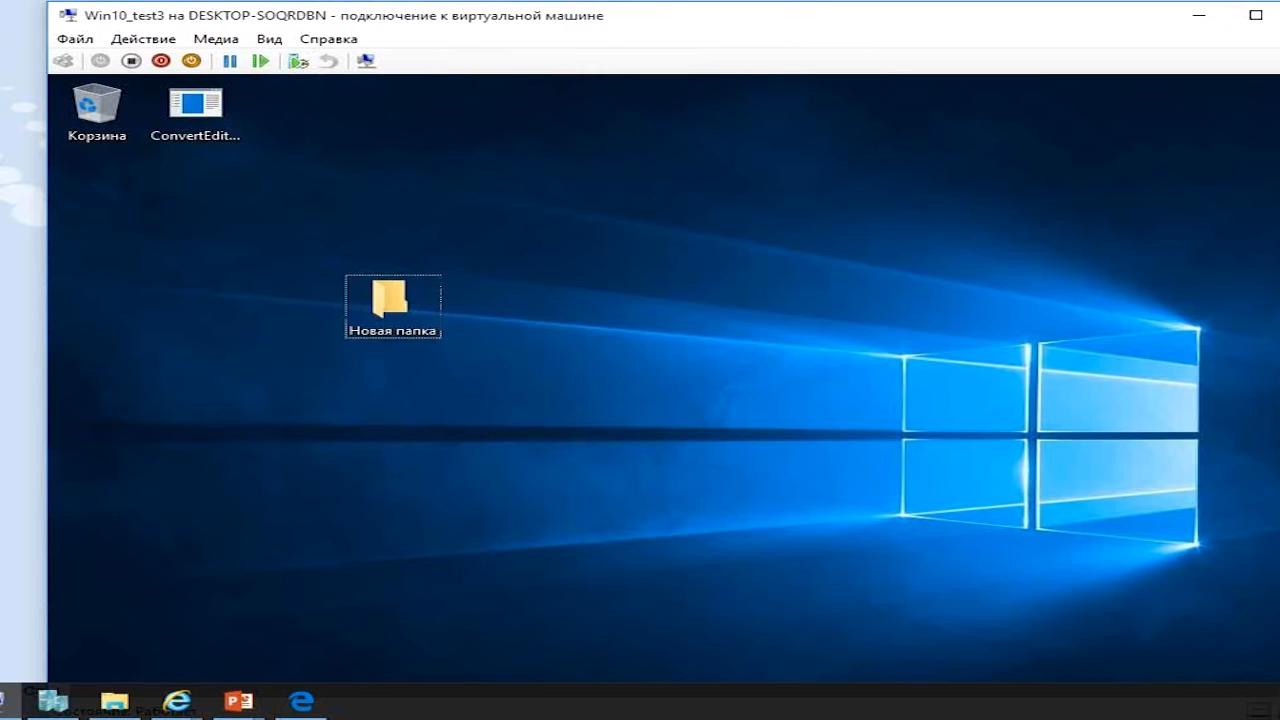 Win10_test3 на DESKTOP-SOQRDBN - подключение к виртуальной машине
Файл Действие Медиа Вид Справка
Корзина ConvertEdit...
Новая папка